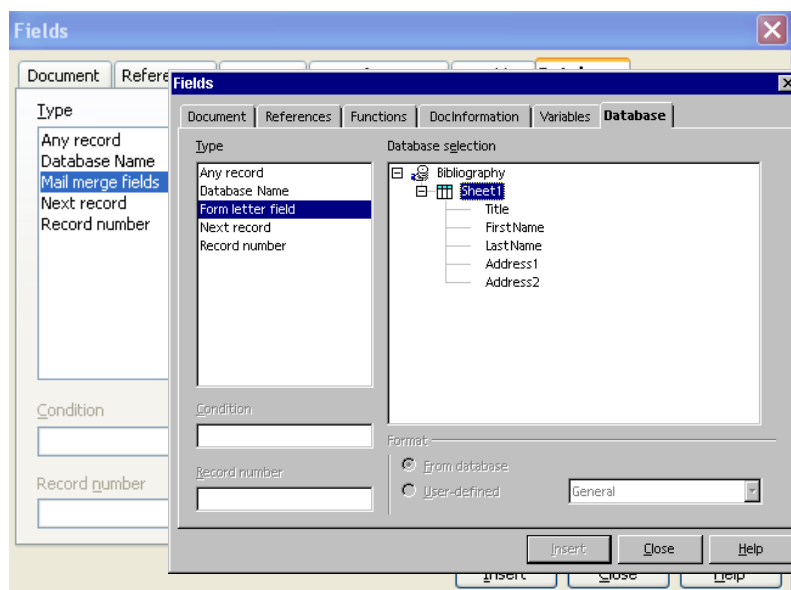 Fields
Document
Refere
Type
Any record
Database Name
Mail merge fields
Next record
Record number
Condition
Record number
Insert
Close
Help
Fields
Document
References
Functions
DocInformation
Variables
Database
Type
Database selection
Any record
Database Name
Form letter field
Next record
Record number
Bibliography
Sheet1
Title
FirstName
LastName
Address1
Address2
Condition
Record number
Format
From database
User-defined
General
Insert
Close
Help